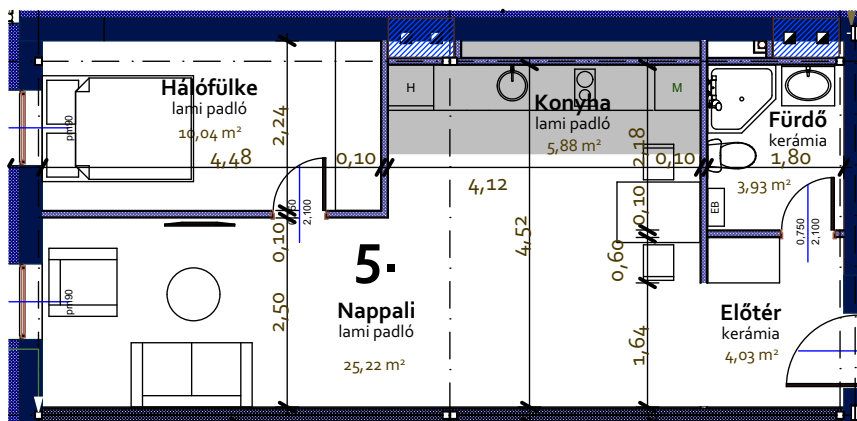 Hálófülke
lami padló
10,04 m²
4,48
2,24
0,10
pm90
0,750
2,100
0,10
H
Konyha
lami padló
5,88 m²
M
2,18
0,10
4,12
4,52
0,10
0,60
1,64
Fürdő
kerámia
1,80
3,93 m²
EB
0,750
2,100
5.
Nappali
lami padló
25,22 m²
2,50
pm90
Előtér
kerámia
4,03 m²